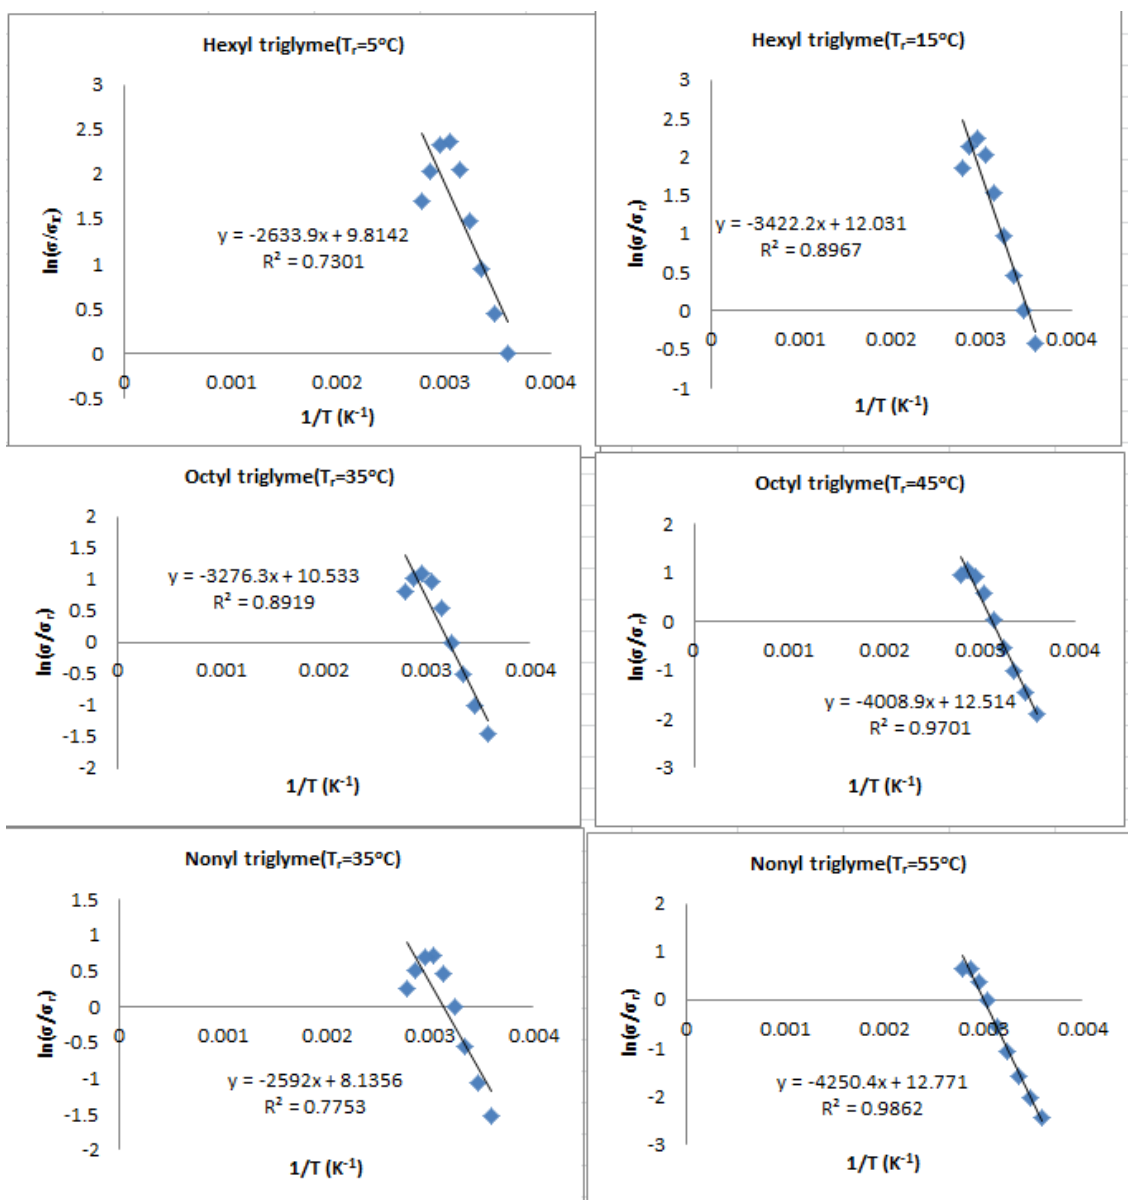 Hexyl triglyme(Tr=5°C)
3
2.5
2
1.5
1
0.5
0
-0.5
ln(σ/σr)
y = -2633.9x + 9.8142
R² = 0.7301
0 0.001 0.002 0.003 0.004
1/T (K⁻¹)
Hexyl triglyme(Tr=15°C)
3
2.5
2
1.5
1
0.5
0
-0.5
-1
ln(σ/σr)
y = -3422.2x + 12.031
R² = 0.8967
0 0.001 0.002 0.003 0.004
1/T (K⁻¹)
Octyl triglyme(Tr=35°C)
2
1.5
1
0.5
0
-0.5
-1
-1.5
-2
ln(σ/σr)
y = -3276.3x + 10.533
R² = 0.8919
0 0.001 0.002 0.003 0.004
1/T (K⁻¹)
Octyl triglyme(Tr=45°C)
2
1
0
-1
-2
-3
ln(σ/σr)
0 0.001 0.002 0.003 0.004
y = -4008.9x + 12.514
R² = 0.9701
1/T (K⁻¹)
Nonyl triglyme(Tr=35°C)
1.5
1
0.5
0
-0.5
-1
-1.5
-2
ln(σ/σr)
0 0.001 0.002 0.003 0.004
y = -2592x + 8.1356
R² = 0.7753
1/T (K⁻¹)
Nonyl triglyme(Tr=55°C)
2
1
0
-1
-2
-3
ln(σ/σr)
0 0.001 0.002 0.003 0.004
y = -4250.4x + 12.771
R² = 0.9862
1/T (K⁻¹)